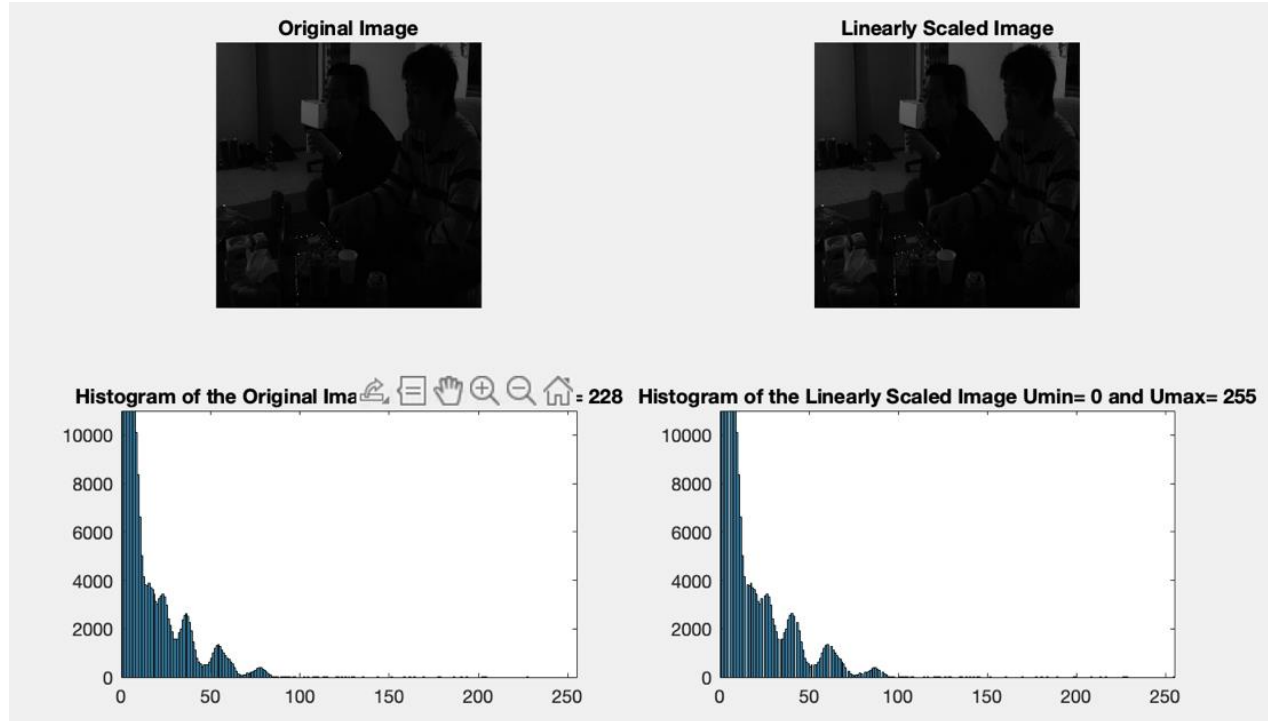 Original Image
Linearly Scaled Image
Histogram of the Original Ima = 228
Histogram of the Linearly Scaled Image Umin= 0 and Umax= 255
10000
8000
6000
4000
2000
0
0 50 100 150 200 250
10000
8000
6000
4000
2000
0
0 50 100 150 200 250